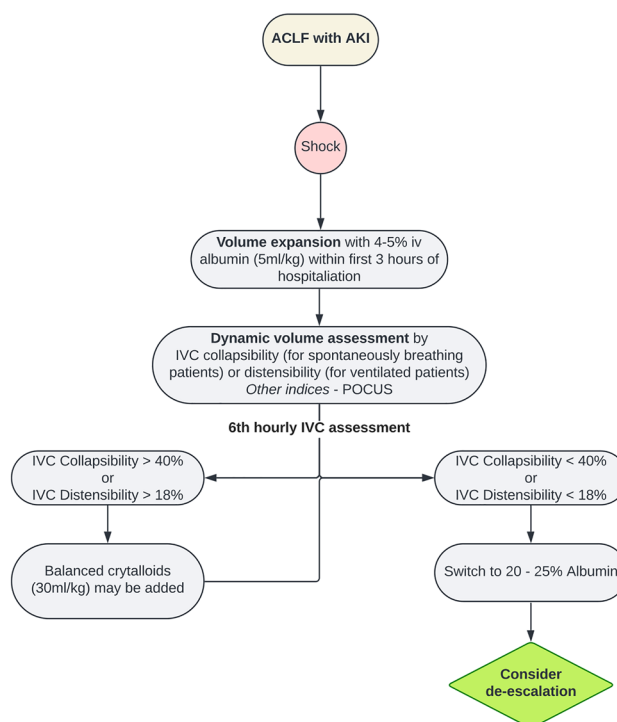 ACLF with AKI
Shock
Volume expansion with 4-5% iv
albumin (5ml/kg) within first 3 hours of
hospitaliation
Dynamic volume assessment by
IVC collapsibility (for spontaneously breathing
patients) or distensibility (for ventilated patients)
Other indices - POCUS
6th hourly IVC assessment
IVC Collapsibility > 40%
or
IVC Distensibility > 18%
IVC Collapsibility < 40%
or
IVC Distensibility < 18%
Balanced crytalloids
(30ml/kg) may be added
Switch to 20 - 25% Albumin
Consider
de-escalation